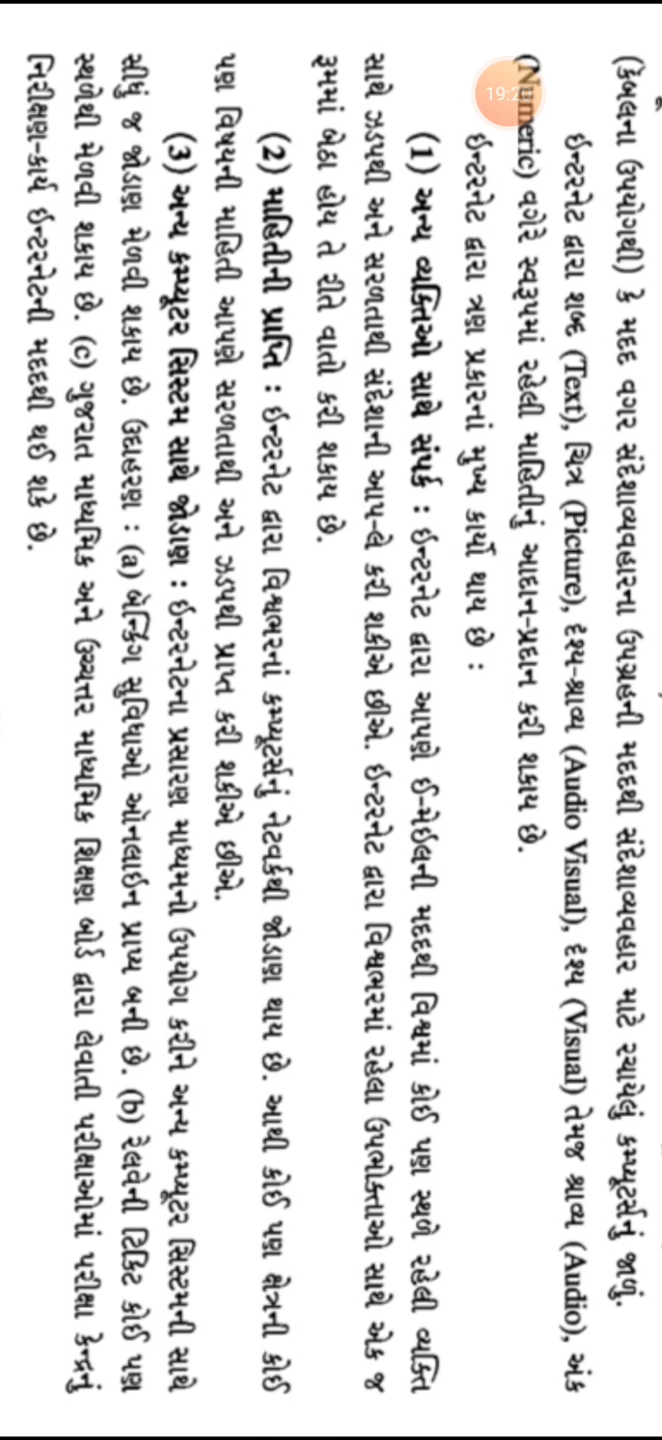 (કેબલના ઉપયોગથી) કે મદદ વગર સંદેશાવ્યવહારના ઉપગ્રહની મદદથી સંદેશાવ્યવહાર માટે રચાયેલું કમ્પ્યૂટર્સનું જાળું.
ઇન્ટરનેટ દ્વારા શબ્દ (Text), ચિત્ર (Picture), દૃશ્ય-શ્રાવ્ય (Audio Visual), દૃશ્ય (Visual) તેમજ શ્રાવ્ય (Audio), અંક
(Numeric) વગેરે સ્વરૂપમાં રહેલી માહિતીનું આદાન-પ્રદાન કરી શકાય છે.
ઇન્ટરનેટ દ્વારા ત્રણ પ્રકારનાં મુખ્ય કાર્યો થાય છે :
(1) અન્ય વ્યક્તિઓ સાથે સંપર્ક : ઇન્ટરનેટ દ્વારા આપણે ઈ-મેઈલની મદદથી વિશ્વમાં કોઈ પણ સ્થળે રહેલી વ્યક્તિ
સાથે ઝડપથી અને સરળતાથી સંદેશાની આપ-લે કરી શકીએ છીએ. ઇન્ટરનેટ દ્વારા વિશ્વભરમાં રહેલા ઉપભોક્તાઓ સાથે એક જ
રૂમમાં બેઠા હોય તે રીતે વાતો કરી શકાય છે.
(2) માહિતીની પ્રાપ્તિ : ઇન્ટરનેટ દ્વારા વિશ્વભરનાં કમ્પ્યૂટર્સનું નેટવર્કથી જોડાણ થાય છે. આથી કોઈ પણ ક્ષેત્રની કોઈ
પણ વિષયની માહિતી આપણે સરળતાથી અને ઝડપથી પ્રાપ્ત કરી શકીએ છીએ.
(3) અન્ય કમ્પ્યૂટર સિસ્ટમ સાથે જોડાણ : ઇન્ટરનેટના પ્રસારણ માધ્યમનો ઉપયોગ કરીને અન્ય કમ્પ્યૂટર સિસ્ટમની સાથે
સીધું જ જોડાણ મેળવી શકાય છે. ઉદાહરણ : (a) બેન્કિંગ સુવિધાઓ ઓનલાઈન પ્રાપ્ય બની છે. (b) રેલવેની ટિકિટ કોઈ પણ
સ્થળેથી મેળવી શકાય છે. (c) ગુજરાત માધ્યમિક અને ઉચ્ચત્તર માધ્યમિક શિક્ષણ બોર્ડ દ્વારા લેવાતી પરીક્ષાઓમાં પરીક્ષા કેન્દ્રનું
નિરીક્ષણ-કાર્ય ઇન્ટરનેટની મદદથી થઈ શકે છે.